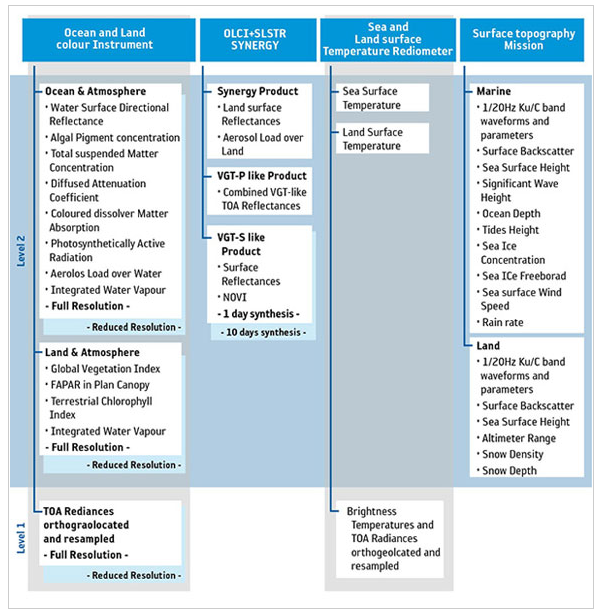 Ocean and Land
colour Instrument
OLCI+SLSTR
SYNERGY
Sea and
Land surface
Temperature Rediometer
Surface topography
Mission
Level 2
Ocean & Atmosphere
· Water Surface Directional
Reflectance
· Algal Pigment concentration
· Total suspended Matter
Concentration
· Diffused Attenuation
Coefficient
· Coloured dissolver Matter
Absorption
· Photosynthetically Active
Radiation
· Aerolos Load over Water
· Integrated Water Vapour
- Full Resolution -
- Reduced Resolution -
Land & Atmosphere
· Global Vegetation Index
· FAPAR in Plan Canopy
· Terrestrial Chlorophyll
Index
· Integrated Water Vapour
- Full Resolution -
- Reduced Resolution -
Synergy Product
· Land surface
Reflectances
· Aerosol Load over
Land
VGT-P like Product
· Combined VGT-like
TOA Reflectances
VGT-S like
Product
· Surface
Reflectances
· NOVI
- 1 day synthesis -
- 10 days synthesis -
Sea Surface
Temperature
Land Surface
Temperature
Marine
· 1/20Hz Ku/C band
waveforms and
parameters
· Surface Backscatter
· Sea Surface Height
· Significant Wave
Height
· Ocean Depth
· Tides Height
· Sea Ice
Concentration
· Sea ICe Freeborad
· Sea surface Wind
Speed
· Rain rate
Land
· 1/20Hz Ku/C band
waveforms and
parameters
· Surface Backscatter
· Sea Surface Height
· Altimeter Range
· Snow Density
· Snow Depth
Level 1
TOA Rediances
orthograolocated
and resampled
- Full Resolution -
- Reduced Resolution -
Brightness
Temperatures and
TOA Radiances
orthogeolcated and
resampled